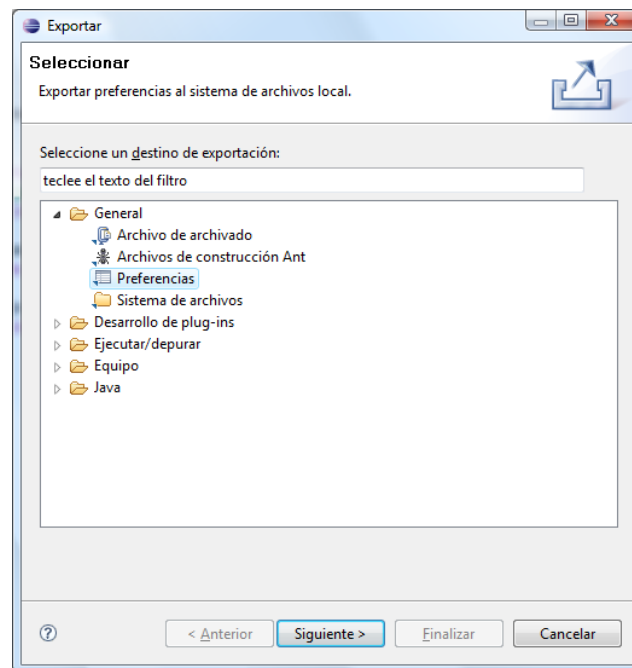 Exportar
Seleccionar
Exportar preferencias al sistema de archivos local.
Seleccione un destino de exportación:
teclee el texto del filtro
General
Archivo de archivado
Archivos de construcción Ant
Preferencias
Sistema de archivos
Desarrollo de plug-ins
Ejecutar/depurar
Equipo
Java
? < Anterior Siguiente > Finalizar Cancelar